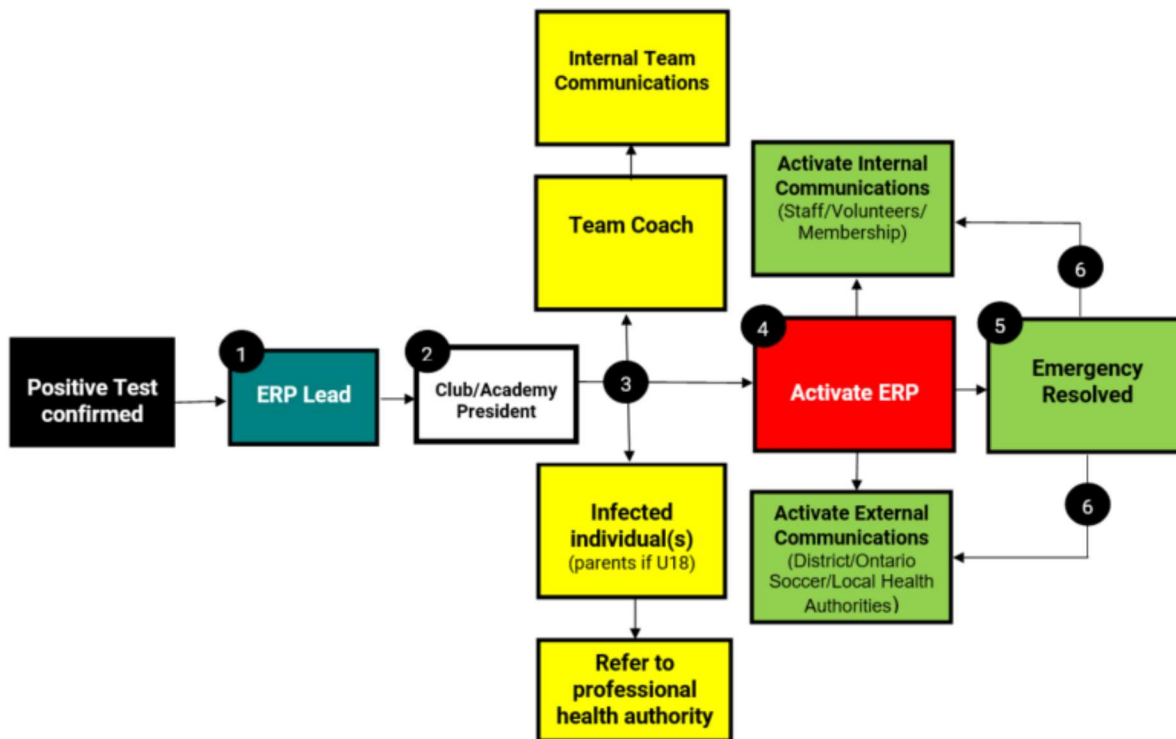 Internal Team
Communications
Team Coach
Activate Internal
Communications
(Staff/Volunteers/
Membership)
6
Positive Test
confirmed
1
ERP Lead
2
Club/Academy
President
3
4
Activate ERP
5
Emergency
Resolved
Infected
individual(s)
(parents if U18)
Activate External
Communications
(District/Ontario
Soccer/Local Health
Authorities)
6
Refer to
professional
health authority